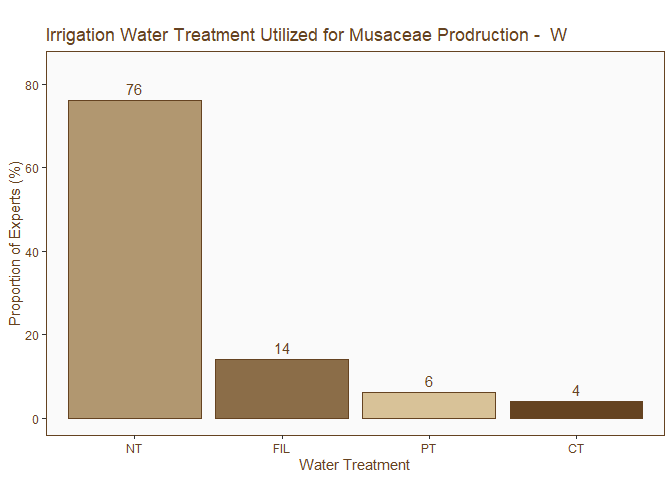 Irrigation Water Treatment Utilized for Musaceae Prodruction -  W
Proportion of Experts (%)
80
60
40
20
0
76
14
6
4
NT
FIL
PT
CT
Water Treatment